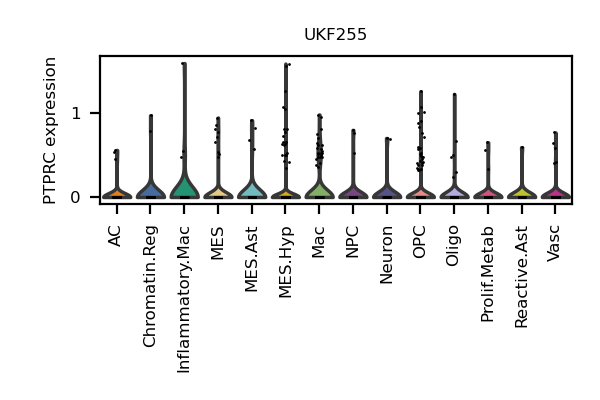 UKF255
PTPRC expression
1
0
AC
Chromatin.Reg
Inflammatory.Mac
MES
MES.Ast
MES.Hyp
Mac
NPC
Neuron
OPC
Oligo
Prolif.Metab
Reactive.Ast
Vasc